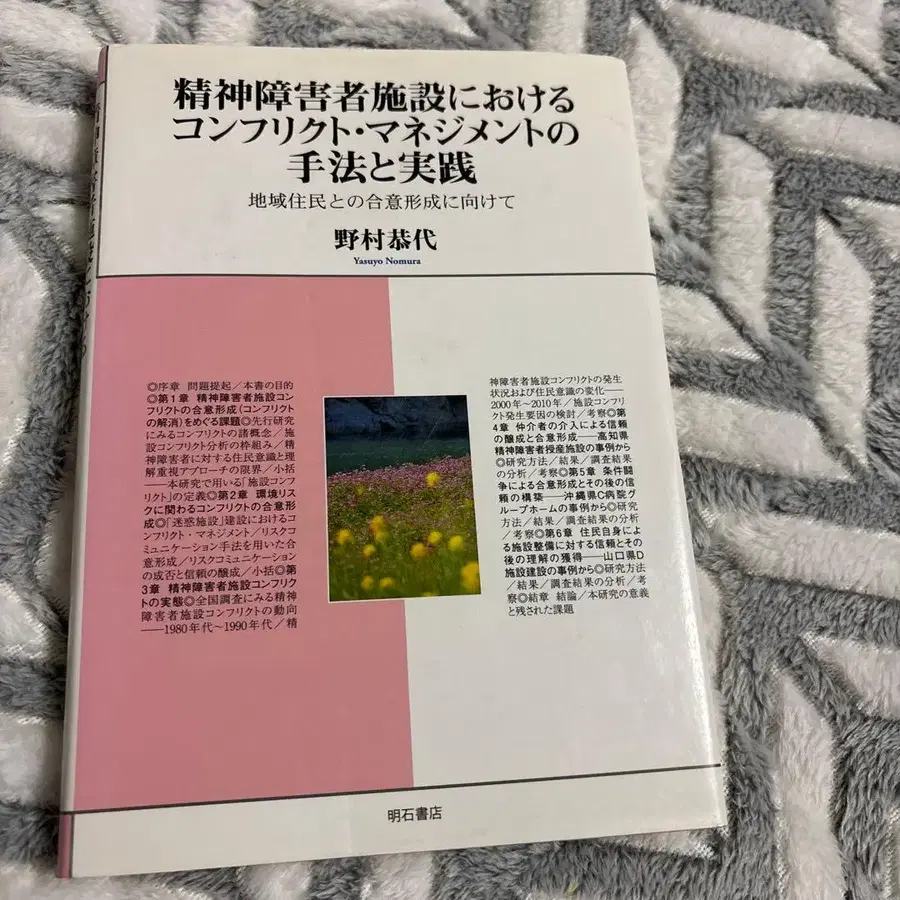 精神障害者施設における
コンフリクト・マネジメントの
手法と実践
地域住民との合意形成に向けて
野村恭代
Yasuyo Nomura
◎序章 問題提起／本書の目的
◎第1章 精神障害者施設コン
フリクトの合意形成(コンフリクト
の解消)をめぐる課題◎先行研究
にみるコンフリクトの諸概念／施
設コンフリクト分析の枠組み／精
神障害者に対する住民意識と理
解重視アプローチの限界／小括
――本研究で用いる「施設コンフ
リクト」の定義◎第2章 環境リス
クに関わるコンフリクトの合意形
成◎「迷惑施設」建設におけるコ
ンフリクト・マネジメント／リスクコ
ミュニケーション手法を用いた合
意形成／リスクコミュニケーション
の成否と信頼の醸成／小括◎第
3章 精神障害者施設コンフリク
トの実態◎全国調査にみる精神
障害者施設コンフリクトの動向
――1980年代～1990年代／精
神障害者施設コンフリクトの発生
状況および住民意識の変化――
2000年～2010年／施設コンフリ
クト発生要因の検討／考察◎第
4章 仲介者の介入による信頼
の醸成と合意形成――高知県
精神障害者授産施設の事例から
◎研究方法／結果／調査結果
の分析／考察◎第5章 条件闘
争による合意形成とその後の信
頼の構築――沖縄県C病院グ
ループホームの事例から◎研究
方法／結果／調査結果の分析
／考察◎第6章 住民自身によ
る施設整備に対する信頼とその
後の理解の獲得――山口県D
施設建設の事例から◎研究方法
／結果／調査結果の分析／考
察◎結章 結論／本研究の意義
と残された課題
明石書店